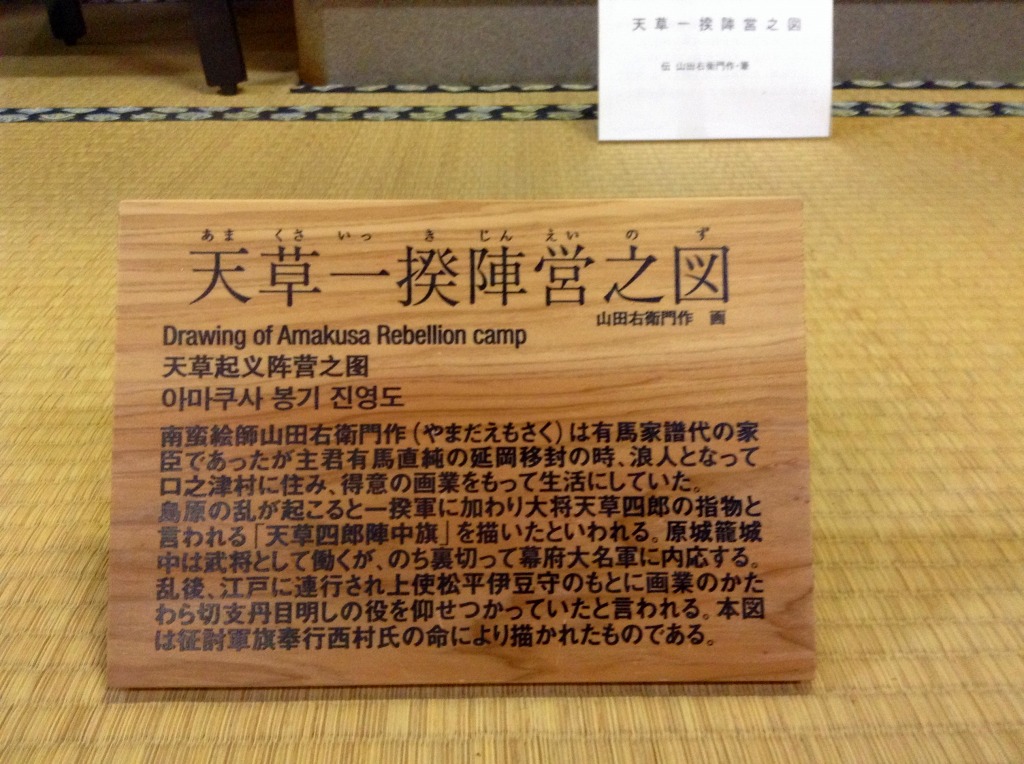 天草一揆陣営之図
伝 山田右衛門作・筆
あま くさ いっ き じん えい の ず
天草一揆陣営之図
山田右衛門作 画
Drawing of Amakusa Rebellion camp
天草起义阵营之图
아마쿠사 봉기 진영도
南蛮絵師山田右衛門作(やまだえもさく)は有馬家譜代の家
臣であったが主君有馬直純の延岡移封の時、浪人となって
口之津村に住み、得意の画業をもって生活にしていた。
島原の乱が起こると一揆軍に加わり大将天草四郎の指物と
言われる「天草四郎陣中旗」を描いたといわれる。原城籠城
中は武将として働くが、のち裏切って幕府大名軍に内応する。
乱後、江戸に連行され上使松平伊豆守のもとに画業のかた
わら切支丹目明しの役を仰せつかっていたと言われる。本図
は征討軍旗奉行西村氏の命により描かれたものである。